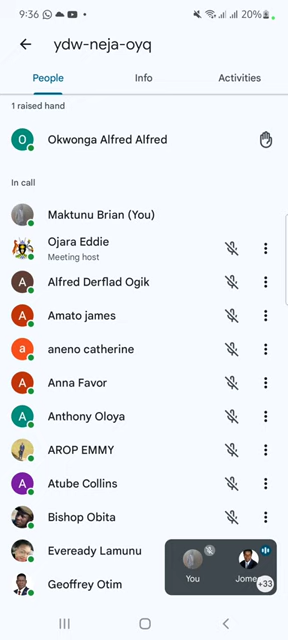 9:36
20%
ydw-neja-oyq
People
Info
Activities
1 raised hand
O
Okwonga Alfred Alfred
In call
Maktunu Brian (You)
Ojara Eddie
Meeting host
A
Alfred Derflad Ogik
A
Amato james
a
aneno catherine
A
Anna Favor
A
Anthony Oloya
AROP EMMY
A
Atube Collins
Bishop Obita
Eveready Lamunu
Geoffrey Otim
You
Jome
+33